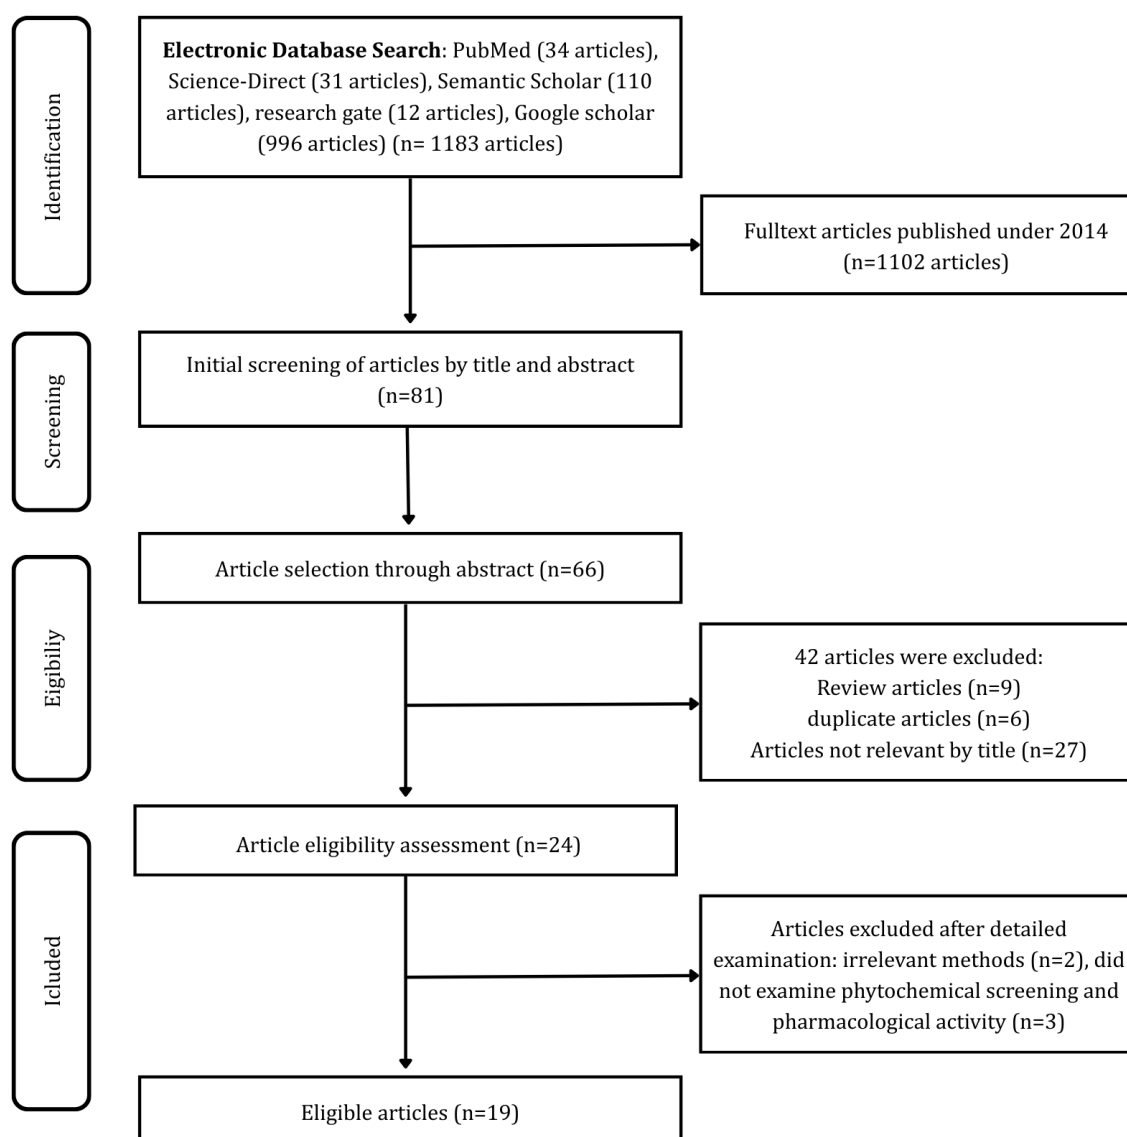 Identification
Electronic Database Search: PubMed (34 articles),
Science-Direct (31 articles), Semantic Scholar (110
articles), research gate (12 articles), Google scholar
(996 articles) (n= 1183 articles)
Fulltext articles published under 2014
(n=1102 articles)
Screening
Initial screening of articles by title and abstract
(n=81)
Eigibiliy
Article selection through abstract (n=66)
42 articles were excluded:
Review articles (n=9)
duplicate articles (n=6)
Articles not relevant by title (n=27)
Icluded
Article eligibility assessment (n=24)
Articles excluded after detailed
examination: irrelevant methods (n=2), did
not examine phytochemical screening and
pharmacological activity (n=3)
Eligible articles (n=19)